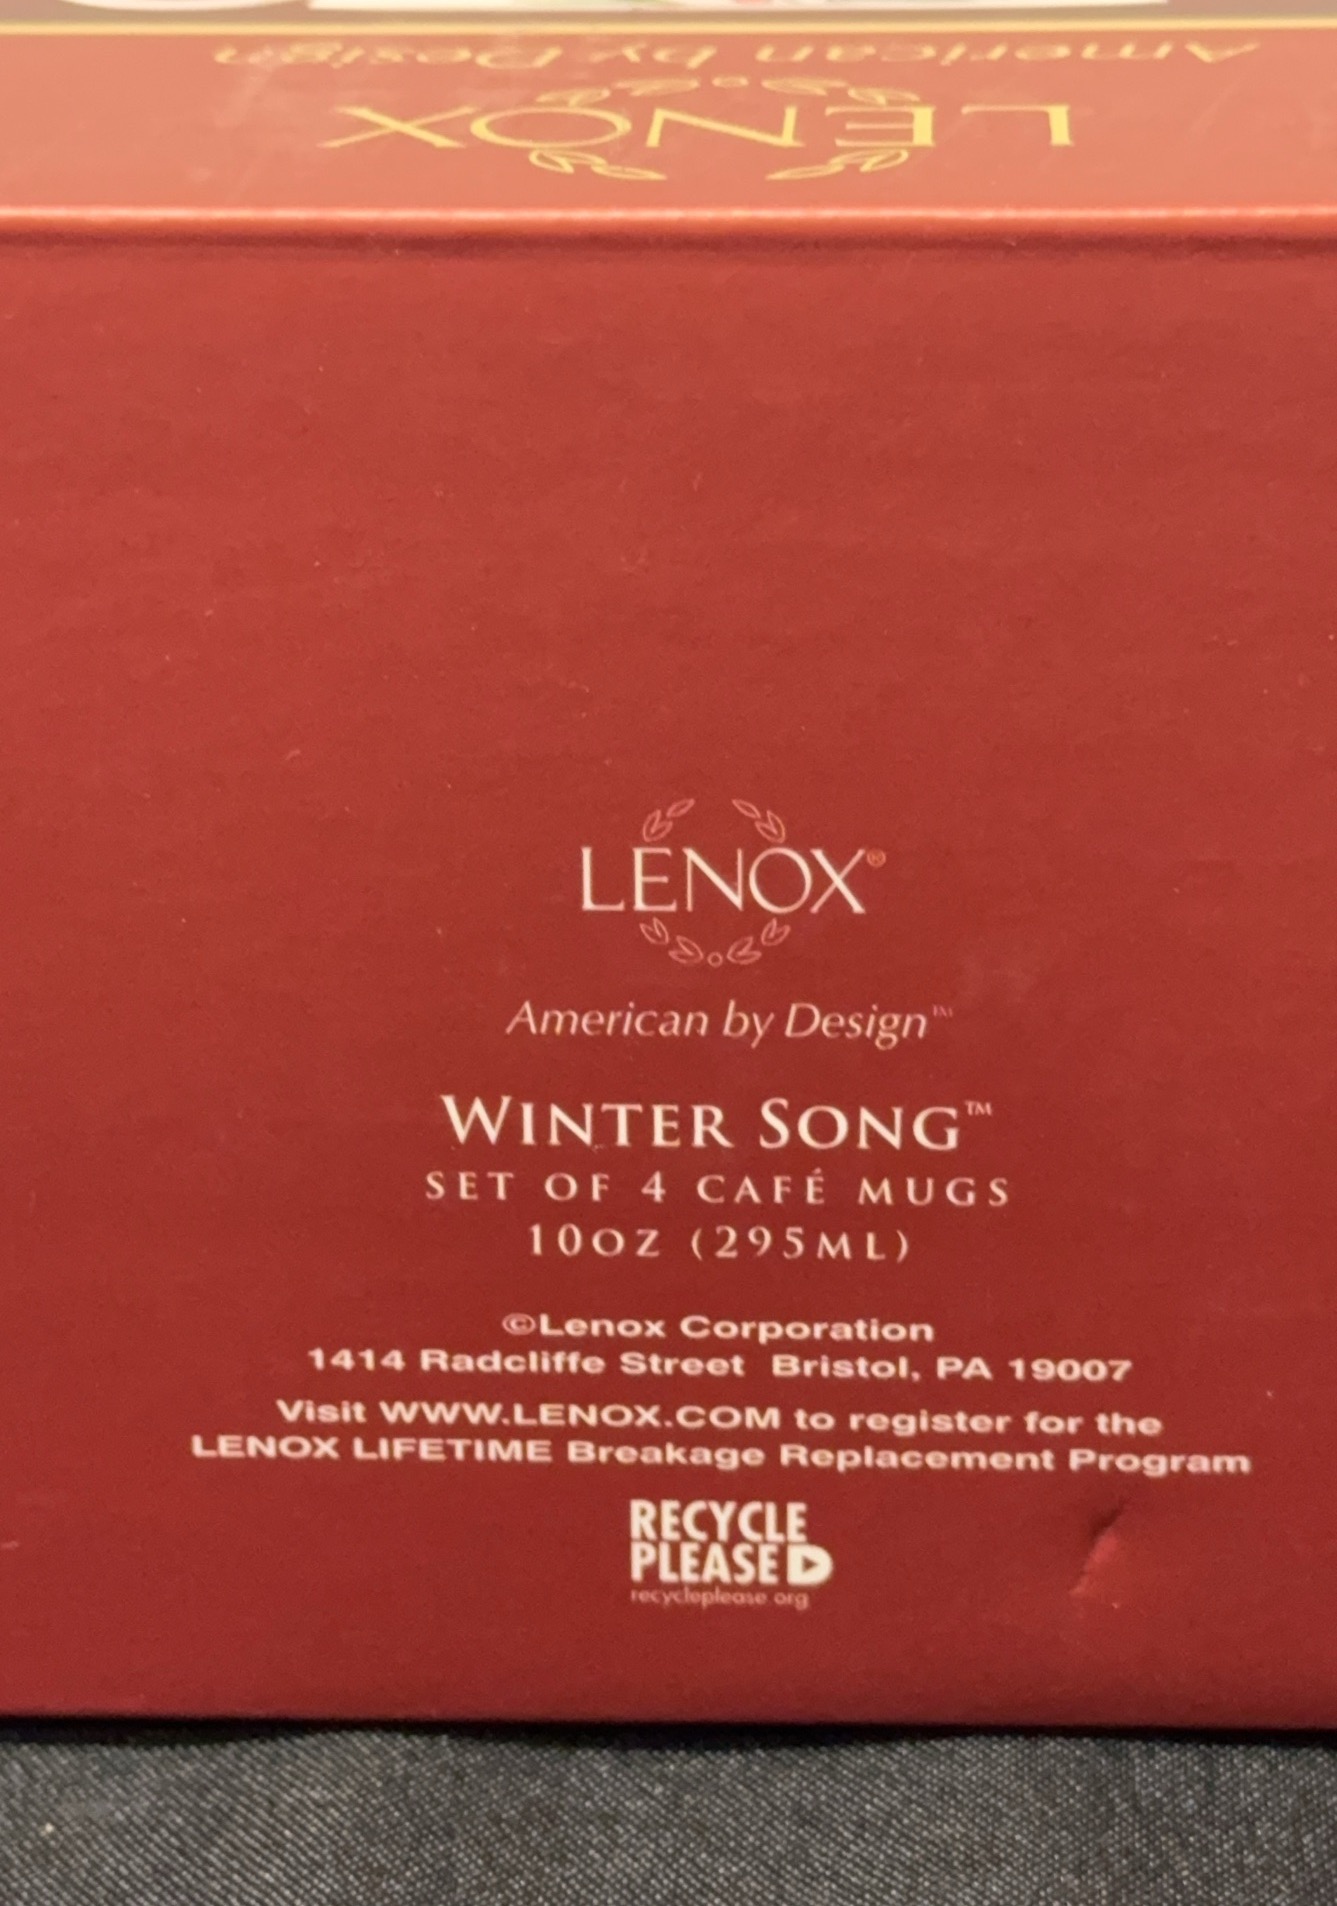 American by Design
LENOX
LENOX®
American by Design™
WINTER SONG™
SET OF 4 CAFÉ MUGS
10OZ (295ML)
©Lenox Corporation
1414 Radcliffe Street Bristol, PA 19007
Visit WWW.LENOX.COM to register for the
LENOX LIFETIME Breakage Replacement Program
RECYCLE
PLEASE
recycleplease.org